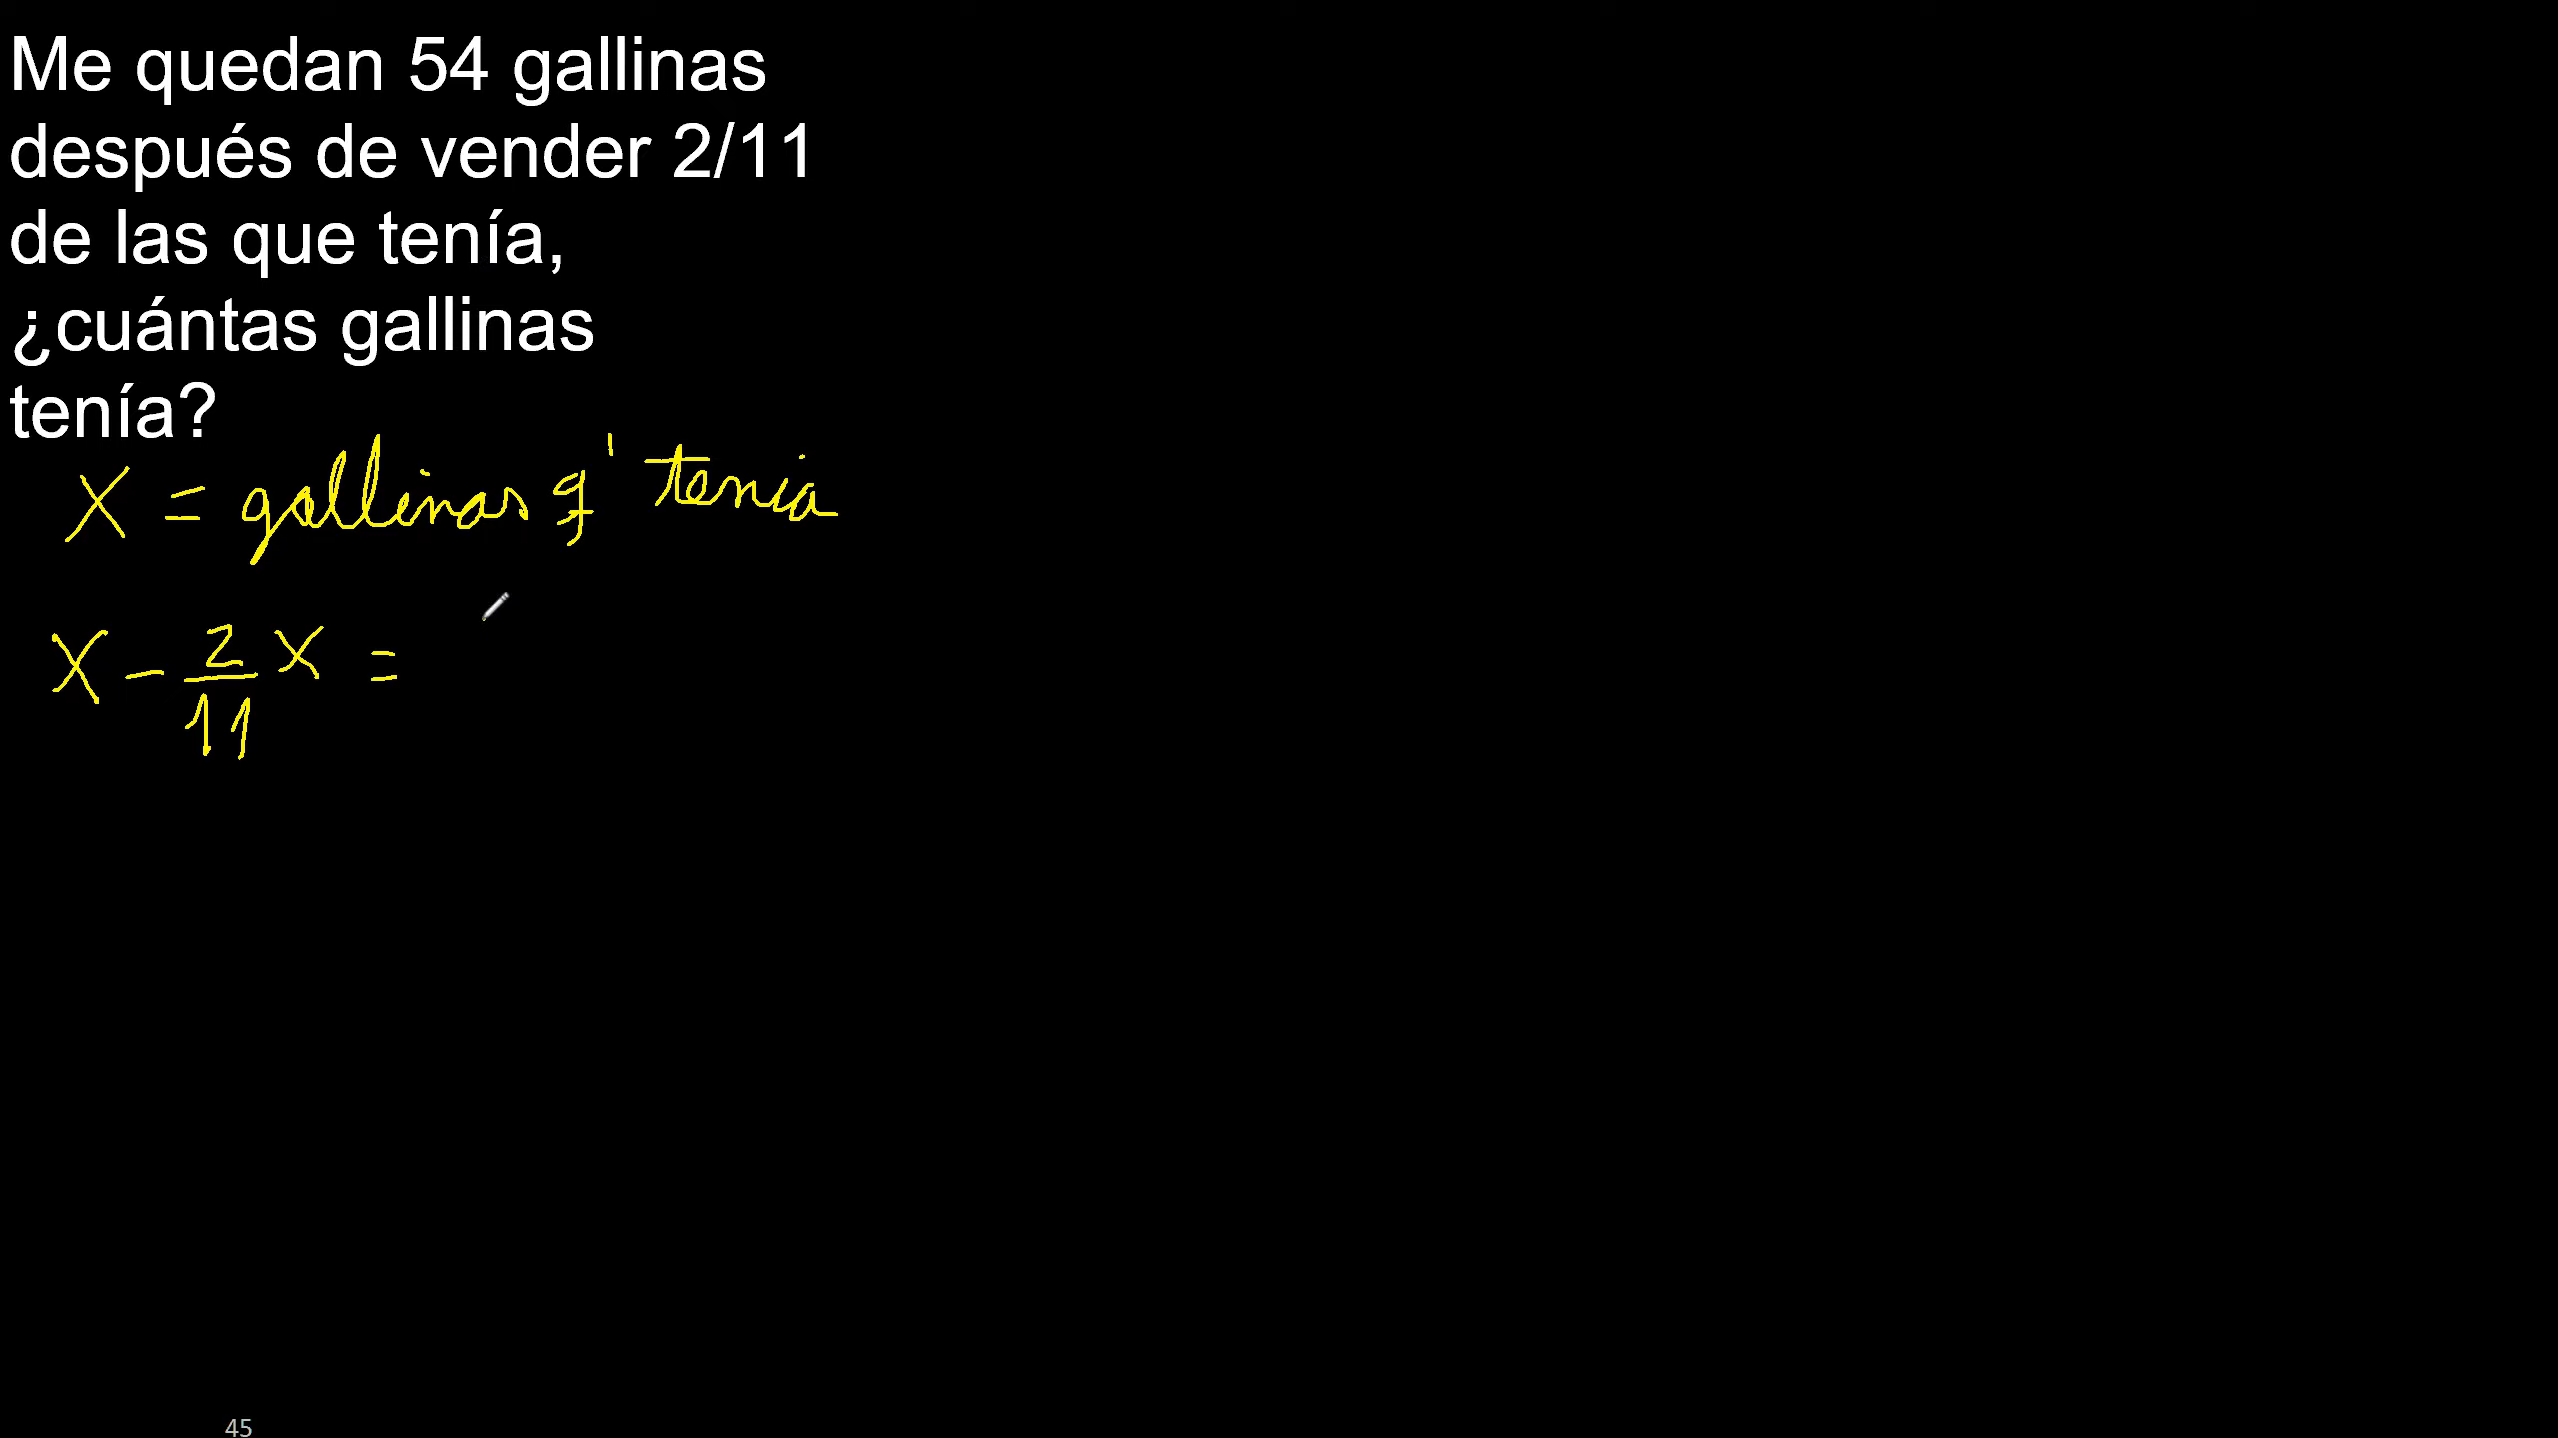 Me quedan 54 gallinas
después de vender 2/11
de las que tenía,
¿cuántas gallinas
tenía?
X = gallinas q' tenia
X - 2/11 X =
45